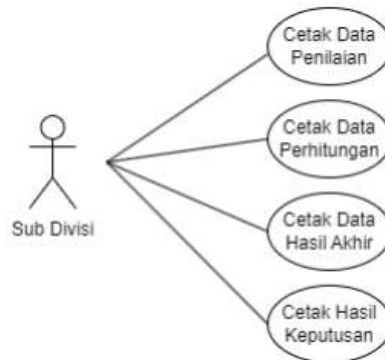 Cetak Data
Penilaian
Cetak Data
Perhitungan
Sub Divisi
Cetak Data
Hasil Akhir
Cetak Hasil
Keputusan